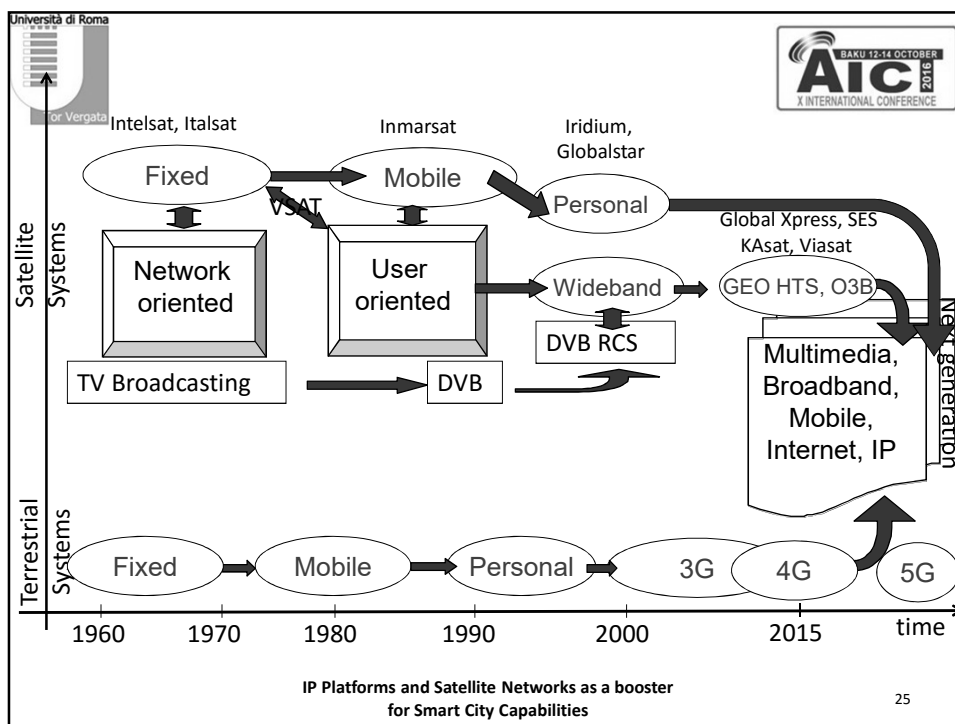 Università di Roma
Tor Vergata
BAKU 12-14 OCTOBER
AICT
2016
X INTERNATIONAL CONFERENCE
Intelsat, Italsat
Inmarsat
Iridium,
Globalstar
Fixed
Mobile
Personal
VSAT
Global Xpress, SES
KAsat, Viasat
Satellite
Systems
Network
oriented
User
oriented
Wideband
GEO HTS, O3B
DVB RCS
TV Broadcasting
DVB
Multimedia,
Broadband,
Mobile,
Internet, IP
Next generation
Terrestrial
Systems
Fixed
Mobile
Personal
3G
4G
5G
1960
1970
1980
1990
2000
2015
time
IP Platforms and Satellite Networks as a booster
for Smart City Capabilities
25